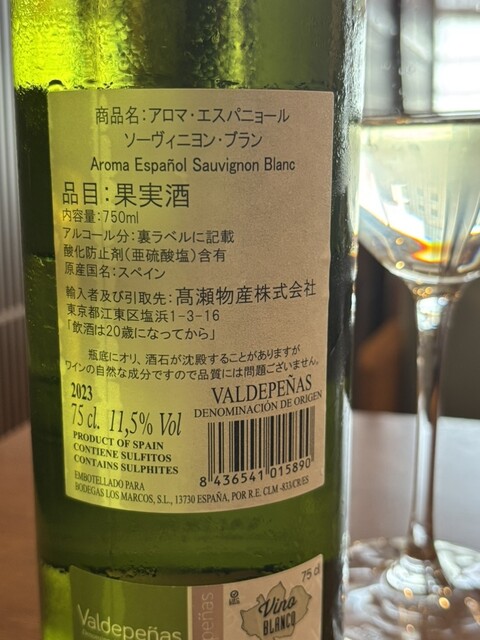 商品名：アロマ・エスパニョール
ソーヴィニヨン・ブラン
Aroma Español Sauvignon Blanc
品目：果実酒
内容量：750ml
アルコール分：裏ラベルに記載
酸化防止剤（亜硫酸塩）含有
原産国名：スペイン
輸入者及び引取先：髙瀬物産株式会社
東京都江東区塩浜1-3-16
「飲酒は20歳になってから」
瓶底にオリ、酒石が沈殿することがありますが
ワインの自然な成分ですので品質には問題ございません。
2023
75 cl. 11,5% Vol
PRODUCT OF SPAIN
CONTIENE SULFITOS
CONTAINS SULPHITES
VALDEPEÑAS
DENOMINACIÓN DE ORIGEN
8 436541 015890
EMBOTELLADO PARA
BODEGAS LOS MARCOS, S.L., 13730 ESPAÑA, POR R.E. CLM -833/CR/ES
Valdepeñas
peñas
Vino
BLANCO
75 cl